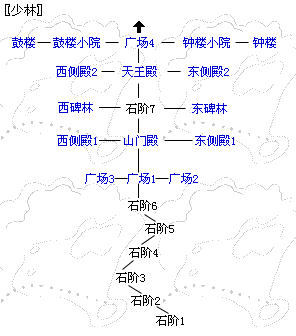 〖少林〗
鼓楼 鼓楼小院 广场4 钟楼小院 钟楼
西侧殿2 天王殿 东侧殿2
西碑林 石阶7 东碑林
西侧殿1 山门殿 东侧殿1
广场3 广场1 广场2
石阶6
石阶5
石阶4
石阶3
石阶2
石阶1